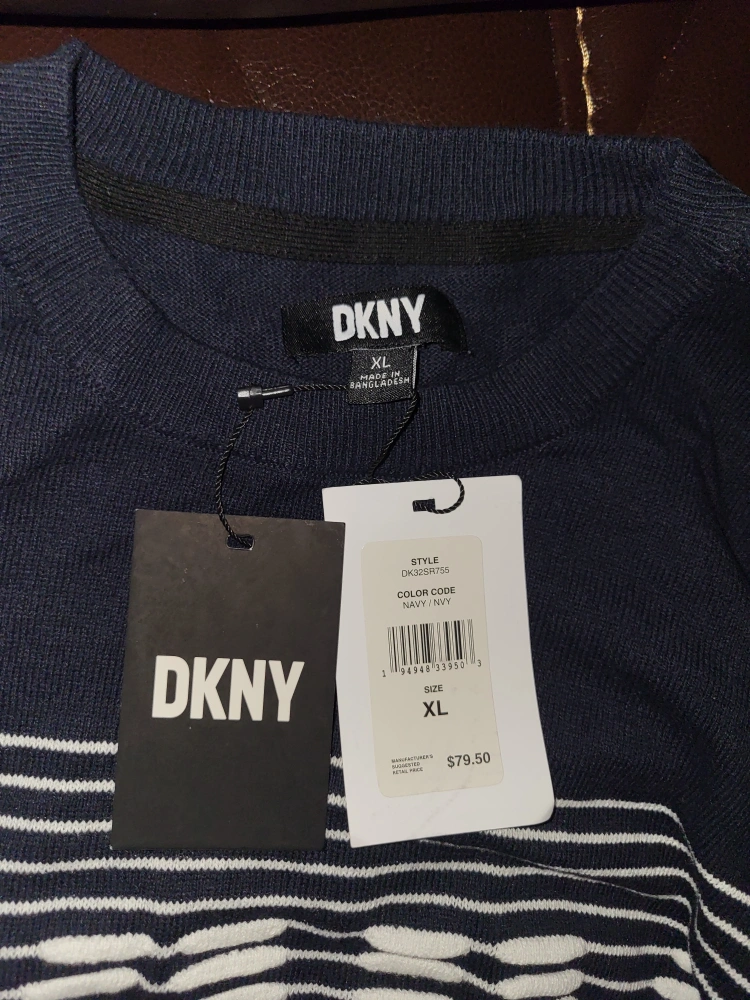 DKNY
XL
MADE IN
BANGLADESH
DKNY
STYLE
DK32SR755
COLOR CODE
NAVY / NVY
1 94948 33950 3
SIZE
XL
MANUFACTURER'S
SUGGESTED
RETAIL PRICE
$79.50